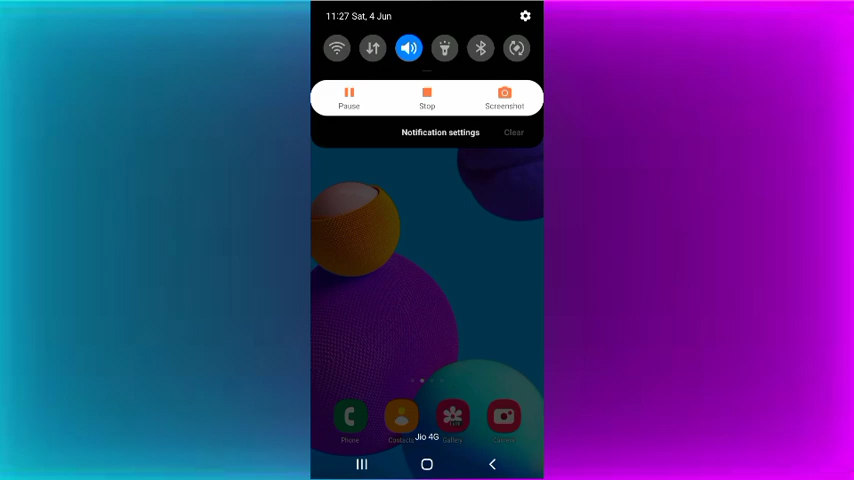 11:27 Sat, 4 Jun
Pause Stop Screenshot
Notification settings Clear
Jio 4G
Phone Contacts Gallery Camera